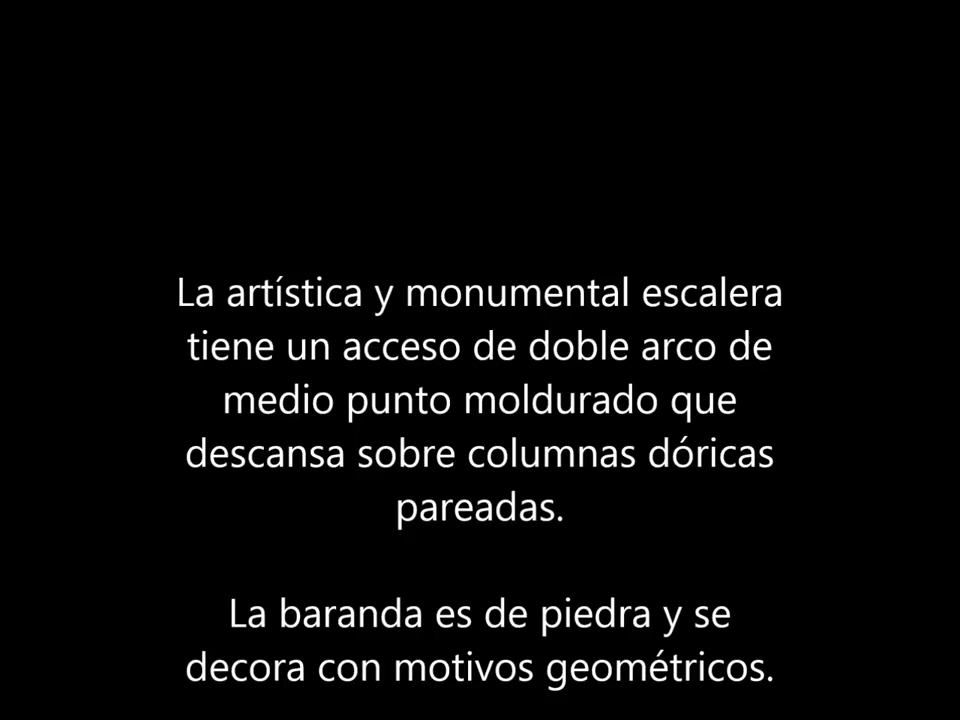 La artística y monumental escalera
tiene un acceso de doble arco de
medio punto moldurado que
descansa sobre columnas dóricas
pareadas.
La baranda es de piedra y se
decora con motivos geométricos.